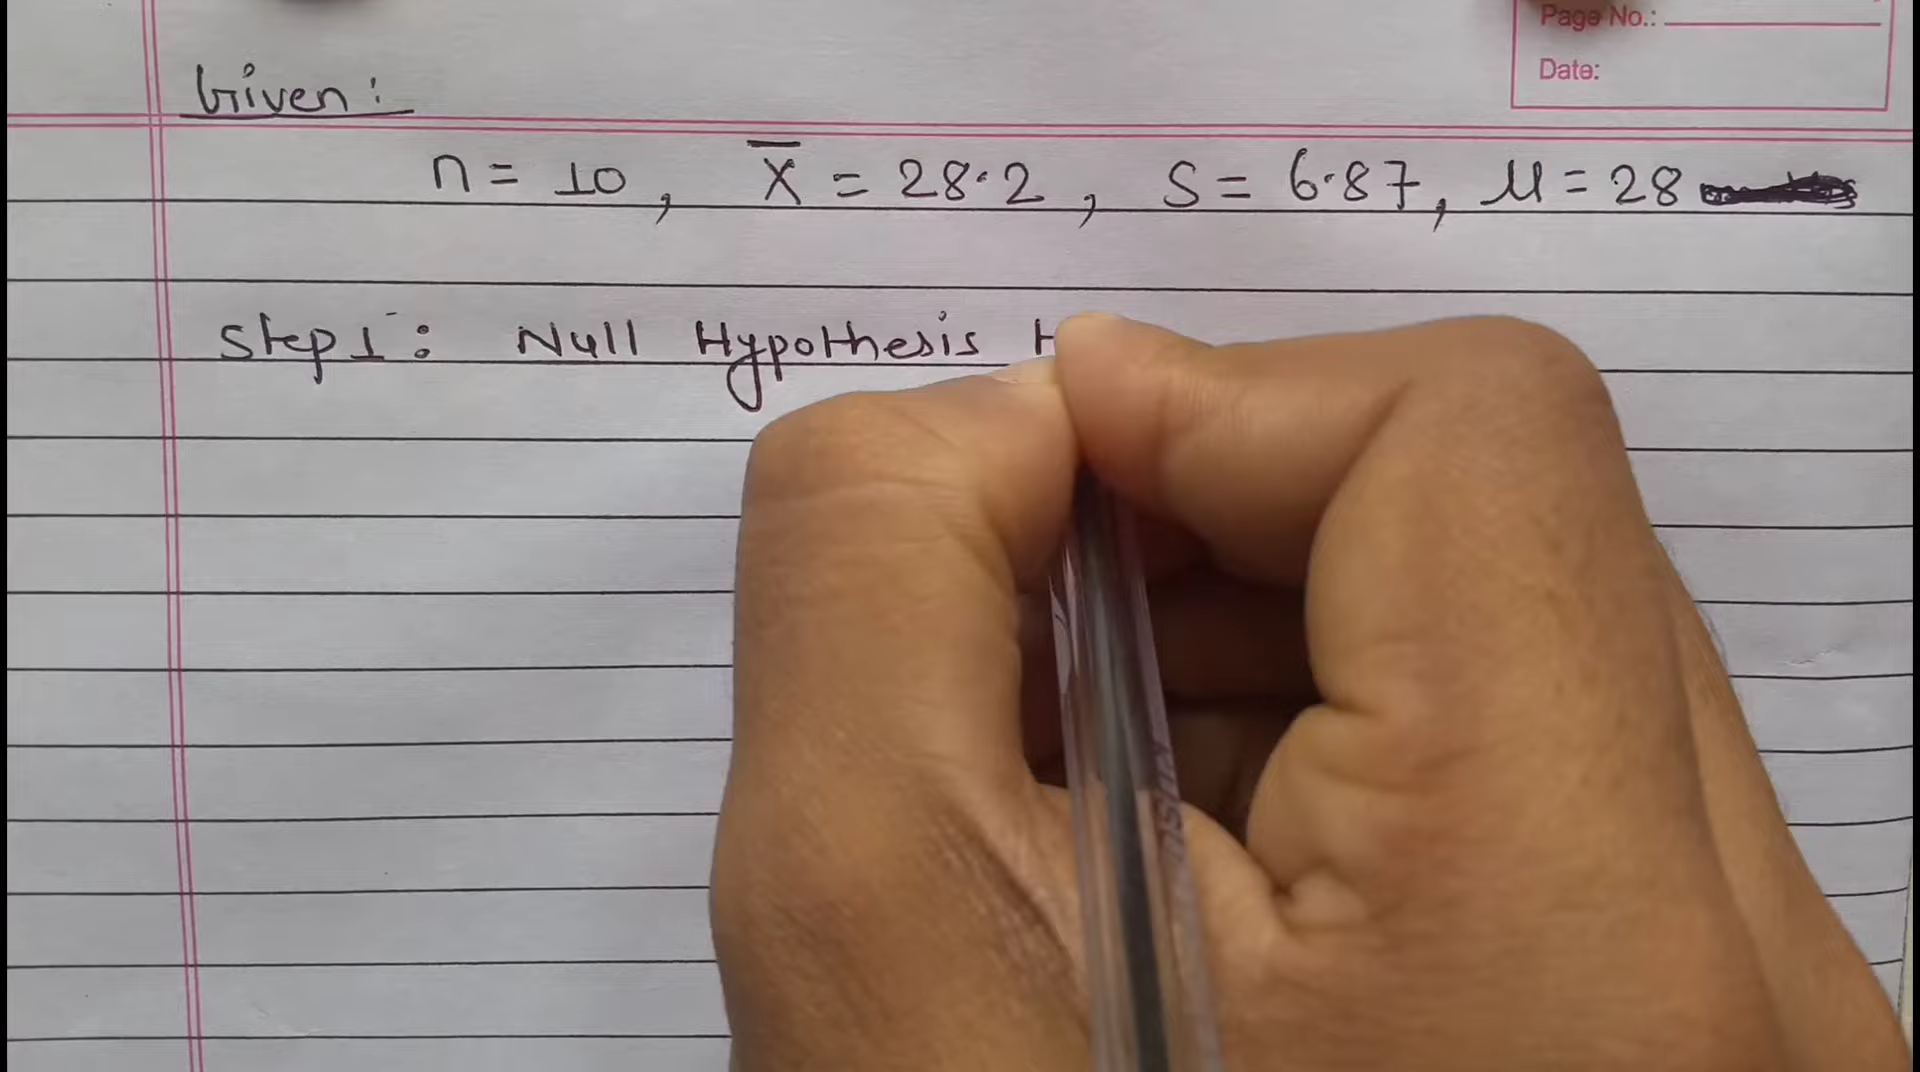 Page No.:
Date:
Given:
n = 10, X̅ = 28.2, S = 6.87, μ = 28
Step 1: Null Hypothesis H